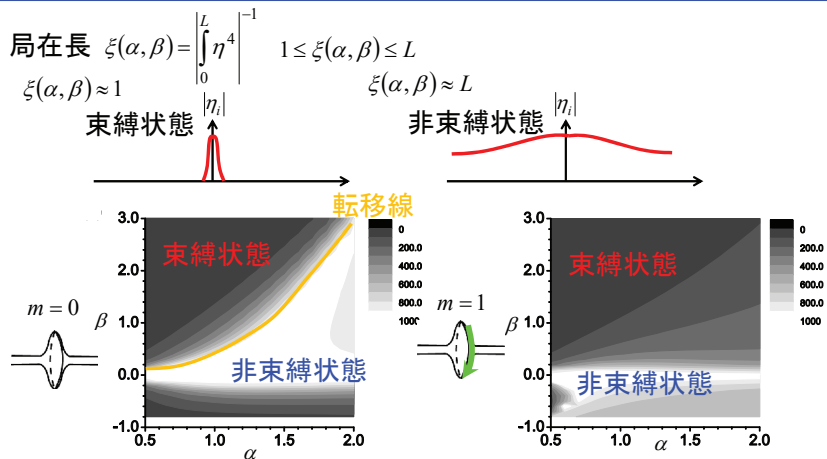 局在長 ξ(α, β) = |∫₀ᴸ η⁴|⁻¹ 1 ≤ ξ(α, β) ≤ L
ξ(α, β) ≈ 1
ξ(α, β) ≈ L
|ηᵢ|
束縛状態
|ηᵢ|
非束縛状態
転移線
3.0
2.0
1.0
0.0
-1.0
β
0.5 1.0 1.5 2.0
α
束縛状態
非束縛状態
m = 0
0
200.0
400.0
600.0
800.0
1000
3.0
2.0
1.0
0.0
-1.0
β
0.5 1.0 1.5 2.0
α
束縛状態
非束縛状態
m = 1
0
200.0
400.0
600.0
800.0
1000